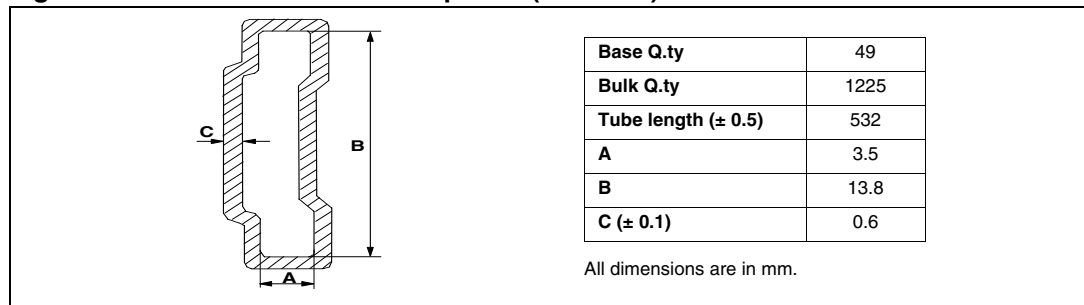 C
B
A
Base Q.ty 49
Bulk Q.ty 1225
Tube length (± 0.5) 532
A 3.5
B 13.8
C (± 0.1) 0.6
All dimensions are in mm.